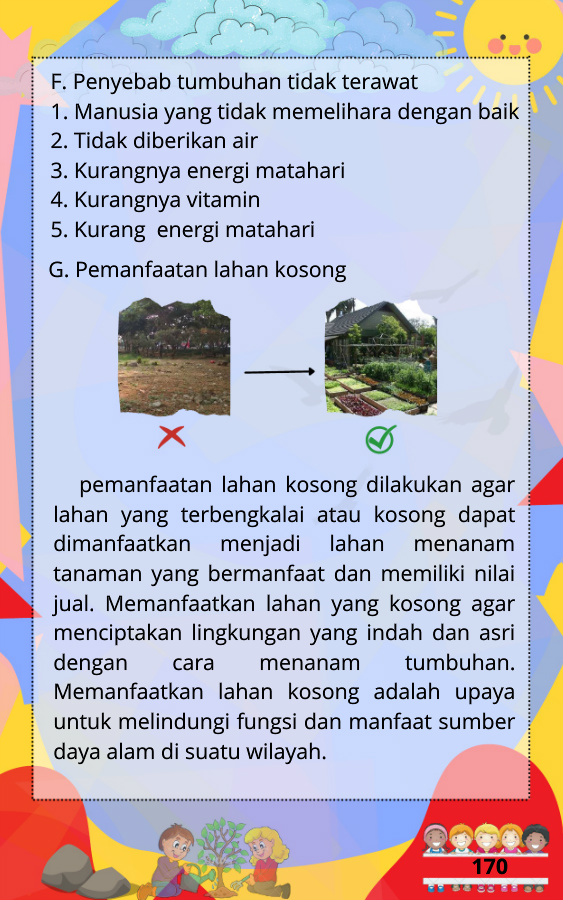 F. Penyebab tumbuhan tidak terawat
1. Manusia yang tidak memelihara dengan baik
2. Tidak diberikan air
3. Kurangnya energi matahari
4. Kurangnya vitamin
5. Kurang energi matahari
G. Pemanfaatan lahan kosong
pemanfaatan lahan kosong dilakukan agar
lahan yang terbengkalai atau kosong dapat
dimanfaatkan menjadi lahan menanam
tanaman yang bermanfaat dan memiliki nilai
jual. Memanfaatkan lahan yang kosong agar
menciptakan lingkungan yang indah dan asri
dengan cara menanam tumbuhan.
Memanfaatkan lahan kosong adalah upaya
untuk melindungi fungsi dan manfaat sumber
daya alam di suatu wilayah.
170